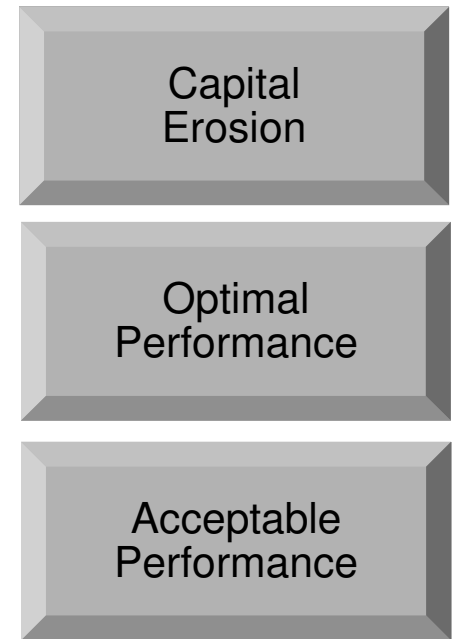 Capital
Erosion
Optimal
Performance
Acceptable
Performance